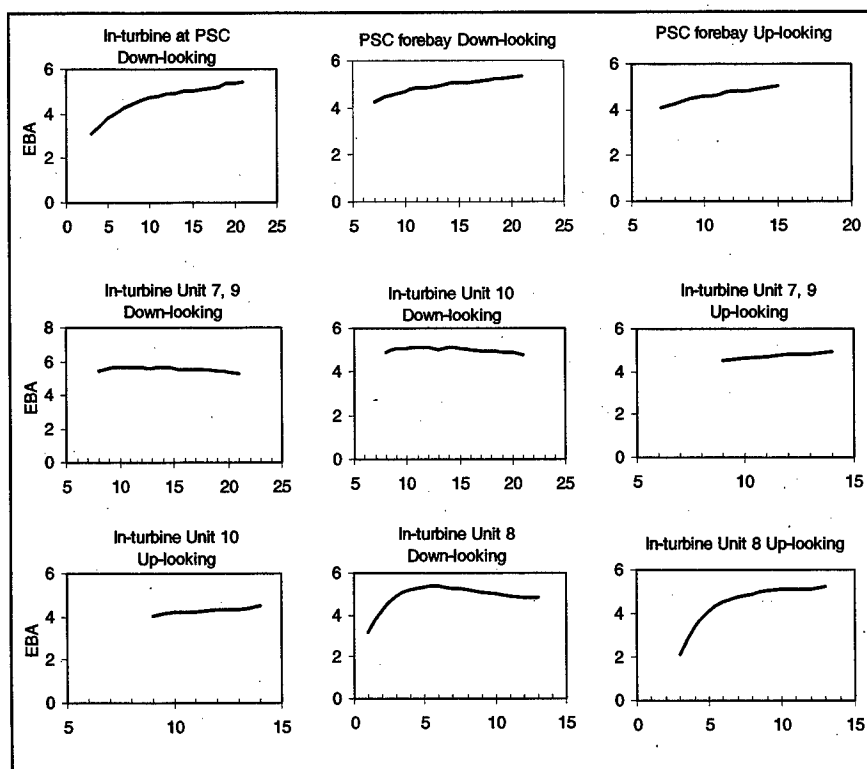 In-turbine at PSC
Down-looking
PSC forebay Down-looking
PSC forebay Up-looking
EBA
6
4
2
0
0 5 10 15 20 25
6
4
2
0
5 10 15 20 25
6
4
2
0
5 10 15 20
In-turbine Unit 7, 9
Down-looking
In-turbine Unit 10
Down-looking
In-turbine Unit 7, 9
Up-looking
EBA
8
6
4
2
0
5 10 15 20 25
6
4
2
0
5 10 15 20 25
6
4
2
0
5 10 15
In-turbine Unit 10
Up-looking
In-turbine Unit 8
Down-looking
In-turbine Unit 8 Up-looking
EBA
6
4
2
0
5 10 15
6
4
2
0
0 5 10 15
6
4
2
0
0 5 10 15